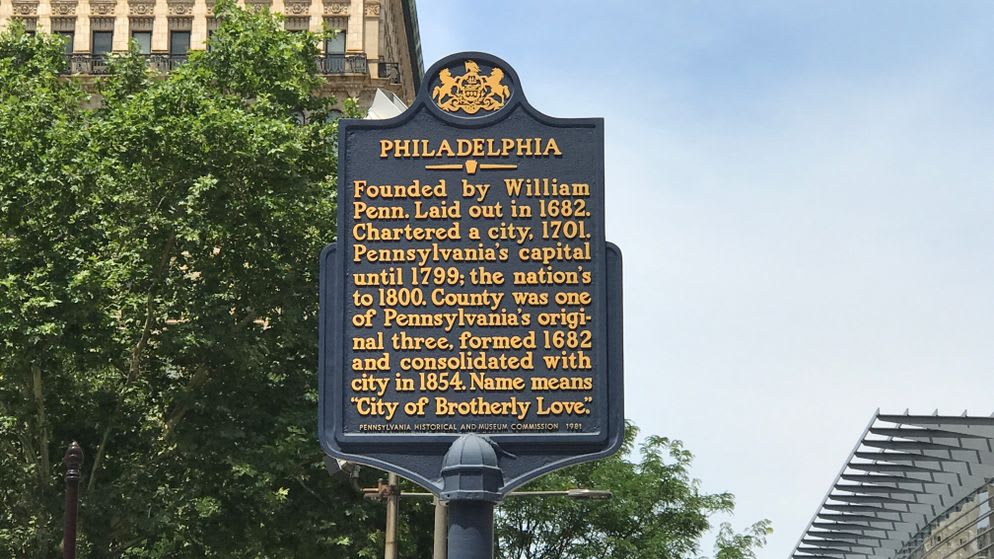 PHILADELPHIA
Founded by William
Penn. Laid out in 1682.
Chartered a city, 1701.
Pennsylvania's capital
until 1799; the nation's
to 1800. County was one
of Pennsylvania's origi-
nal three, formed 1682
and consolidated with
city in 1854. Name means
"City of Brotherly Love."
PENNSYLVANIA HISTORICAL AND MUSEUM COMMISSION 1981